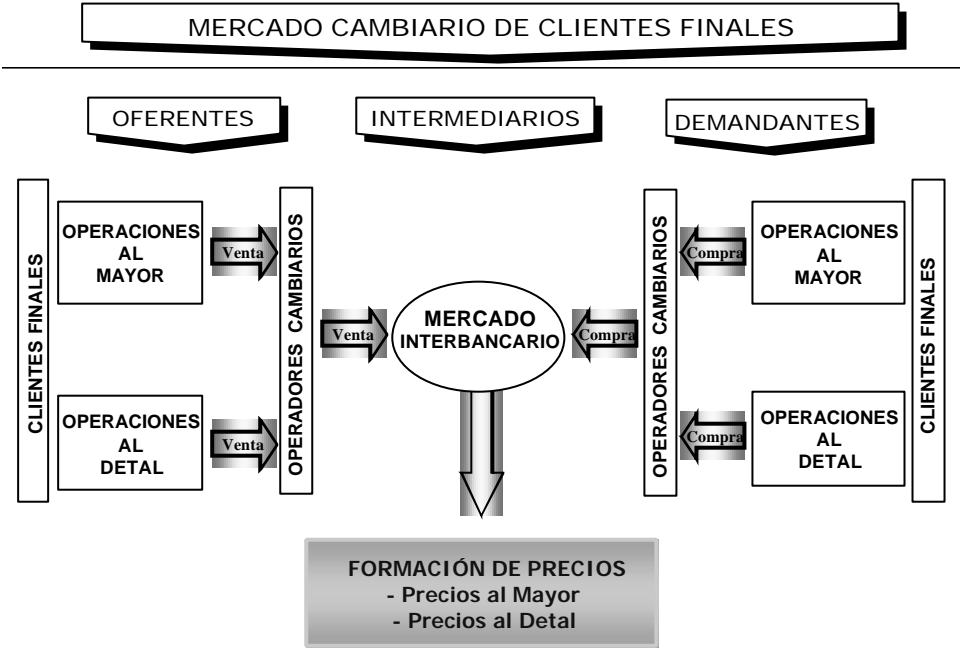 MERCADO CAMBIARIO DE CLIENTES FINALES
OFERENTES
INTERMEDIARIOS
DEMANDANTES
CLIENTES FINALES
OPERACIONES
AL
MAYOR
Venta
OPERACIONES
AL
DETAL
Venta
OPERADORES CAMBIARIOS
Venta
MERCADO
INTERBANCARIO
Compra
OPERADORES CAMBIARIOS
Compra
OPERACIONES
AL
MAYOR
Compra
OPERACIONES
AL
DETAL
CLIENTES FINALES
FORMACIÓN DE PRECIOS
- Precios al Mayor
- Precios al Detal